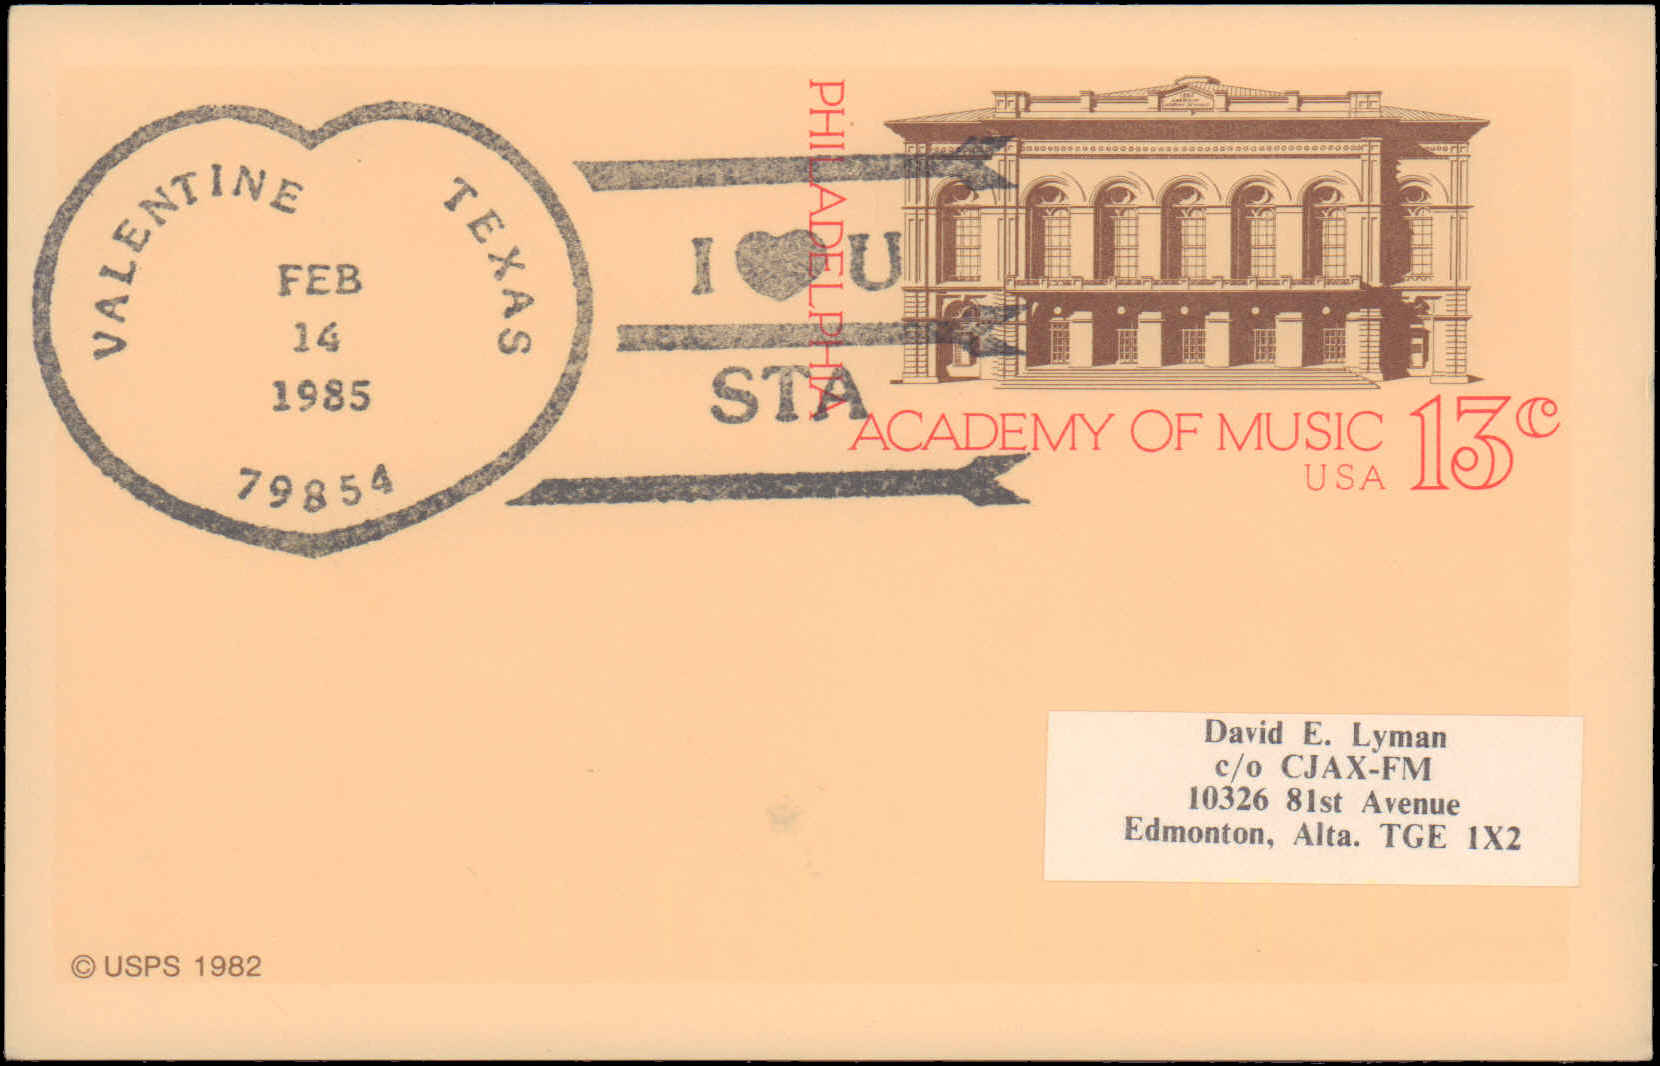 VALENTINE TEXAS
FEB
14
1985
79854
I ♥ U
STA
PHILADELPHIA
ACADEMY OF MUSIC 13c
USA
David E. Lyman
c/o CJAX-FM
10326 81st Avenue
Edmonton, Alta. TGE 1X2
© USPS 1982